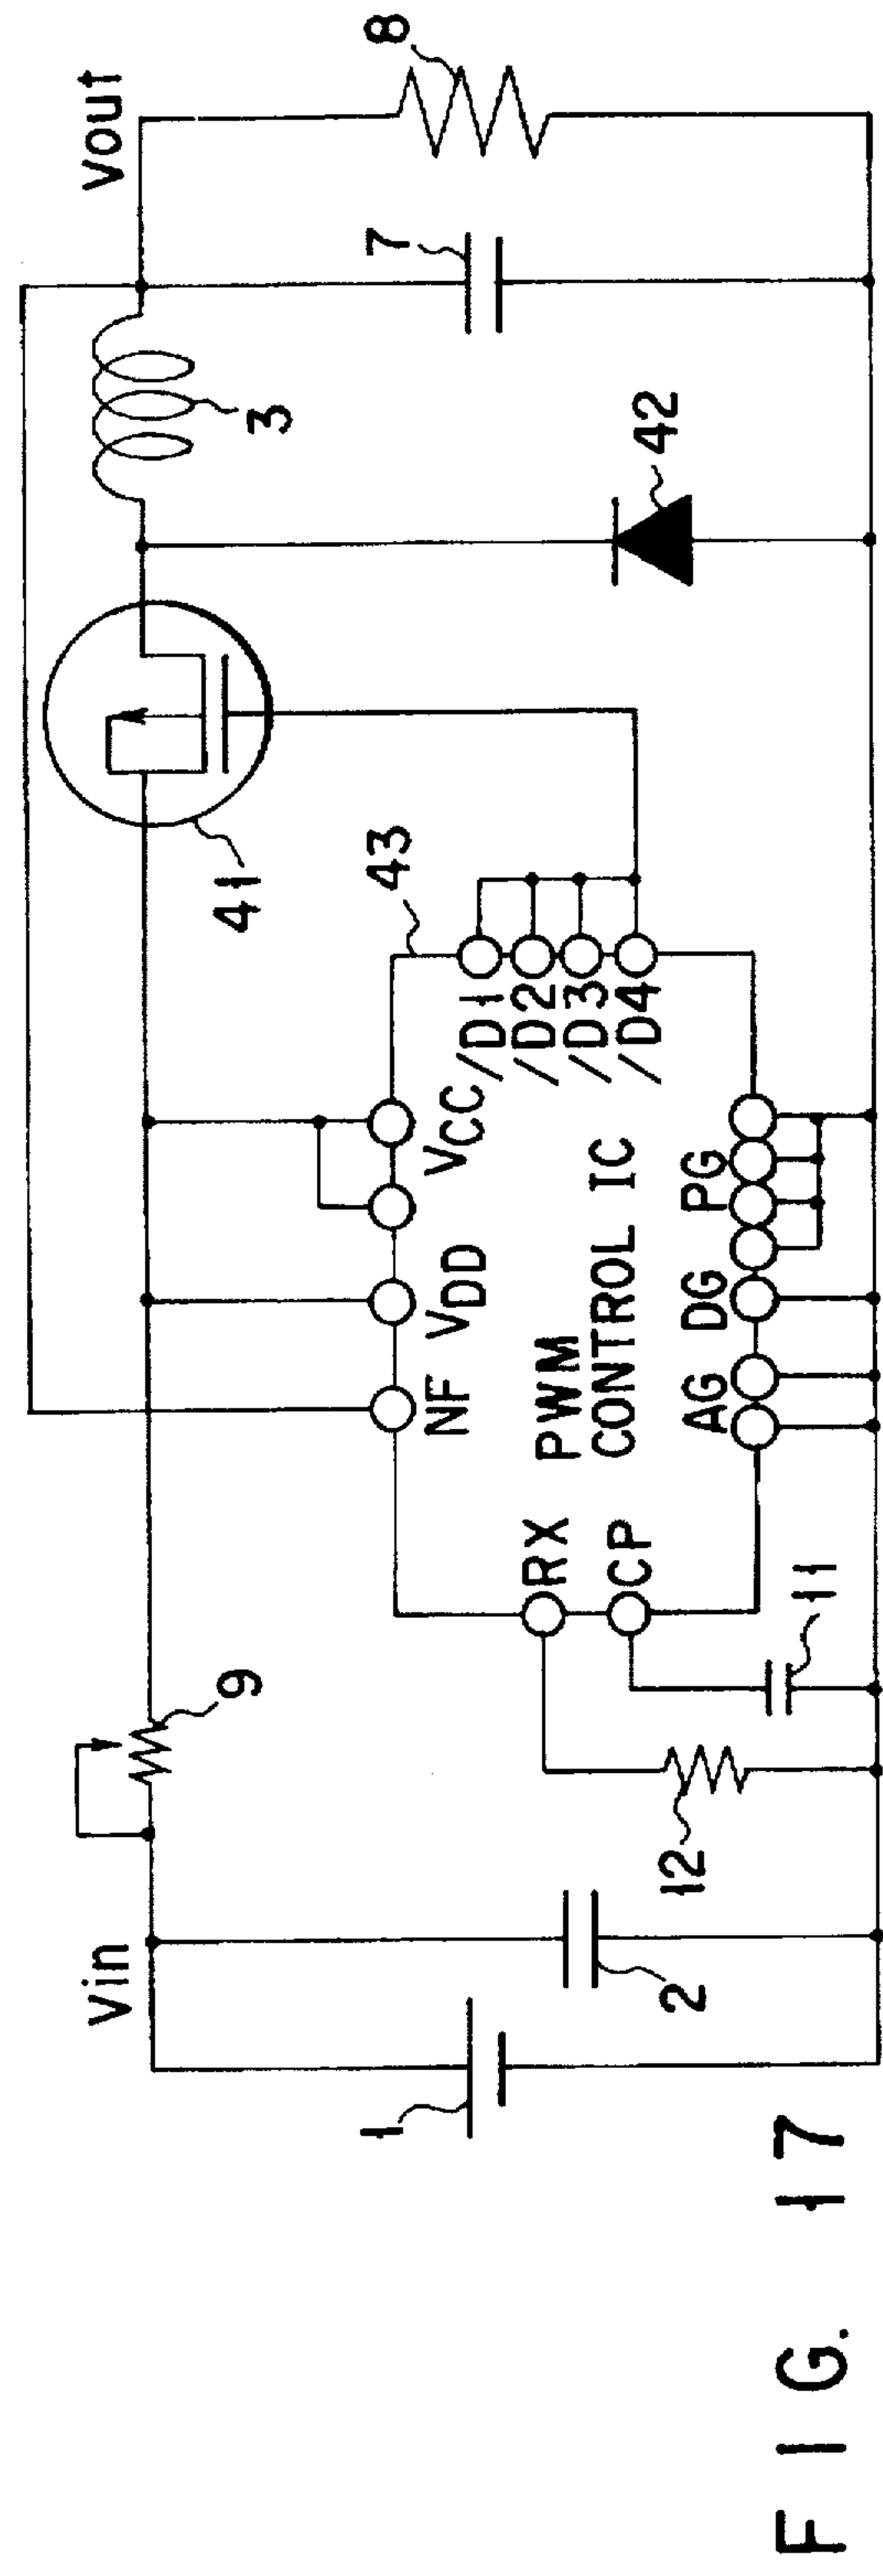 Vin
Vout
1
2
9
12
11
RX
CP
NF
VDD
VCC
PWM
CONTROL IC
/D1
/D2
/D3
/D4
AG
DG
PG
43
41
42
3
7
8
FIG. 17